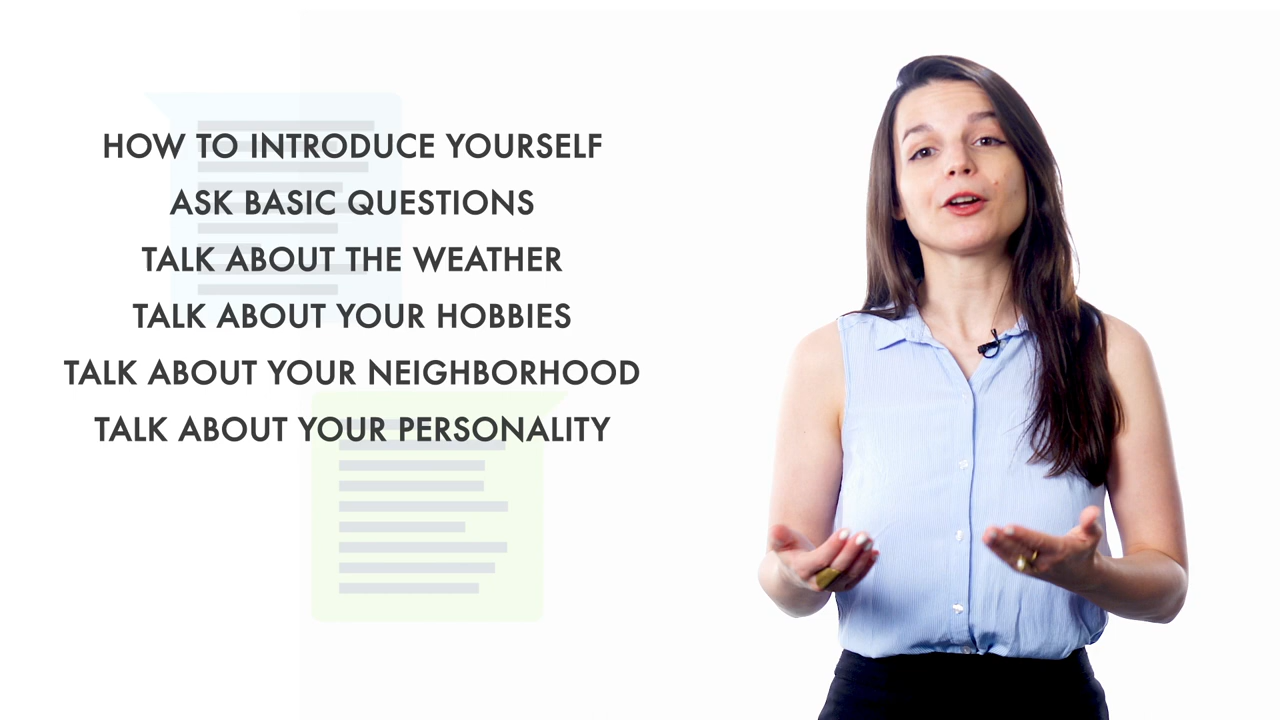 HOW TO INTRODUCE YOURSELF
ASK BASIC QUESTIONS
TALK ABOUT THE WEATHER
TALK ABOUT YOUR HOBBIES
TALK ABOUT YOUR NEIGHBORHOOD
TALK ABOUT YOUR PERSONALITY